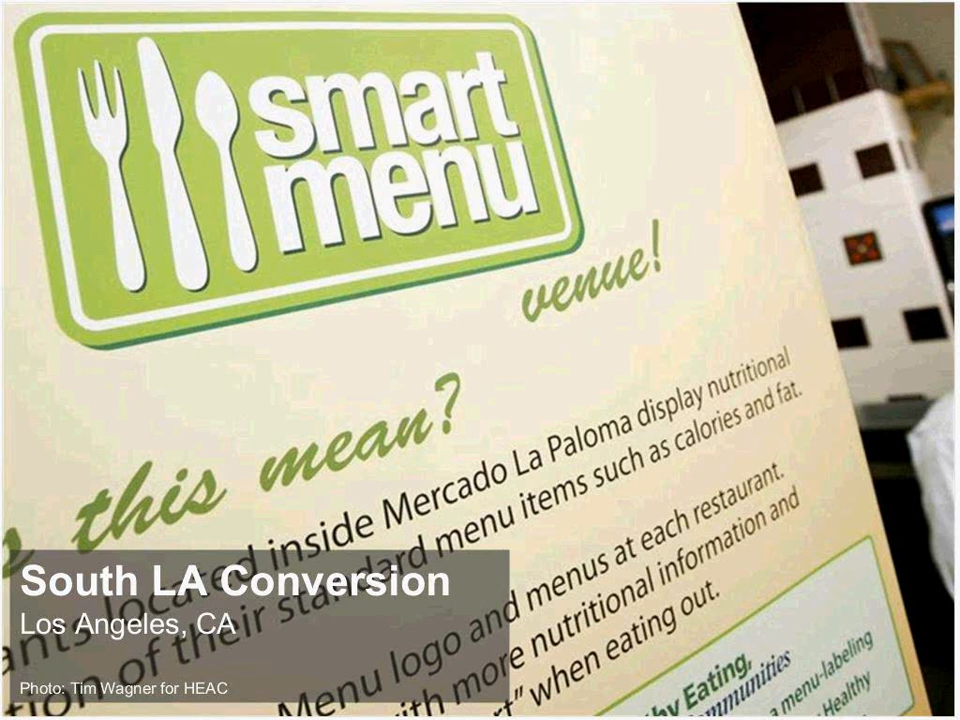 smart
menu
venue!
this mean?
located inside Mercado La Paloma display nutritional
of their standard menu items such as calories and fat.
Menu logo and menus at each restaurant.
with more nutritional information and
when eating out.
Eating,
a menu-labeling
Healthy
South LA Conversion
Los Angeles, CA
Photo: Tim Wagner for HEAC